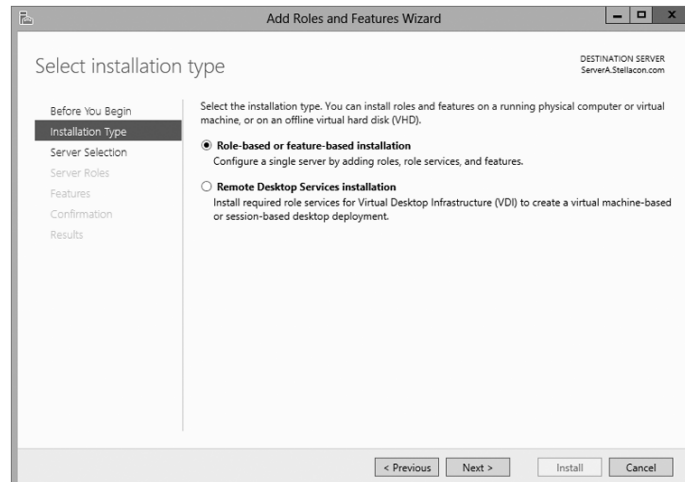 Add Roles and Features Wizard
Select installation type
DESTINATION SERVER
ServerA.Stellacon.com
Before You Begin
Installation Type
Server Selection
Server Roles
Features
Confirmation
Results
Select the installation type. You can install roles and features on a running physical computer or virtual
machine, or on an offline virtual hard disk (VHD).
Role-based or feature-based installation
Configure a single server by adding roles, role services, and features.
Remote Desktop Services installation
Install required role services for Virtual Desktop Infrastructure (VDI) to create a virtual machine-based
or session-based desktop deployment.
< Previous Next > Install Cancel